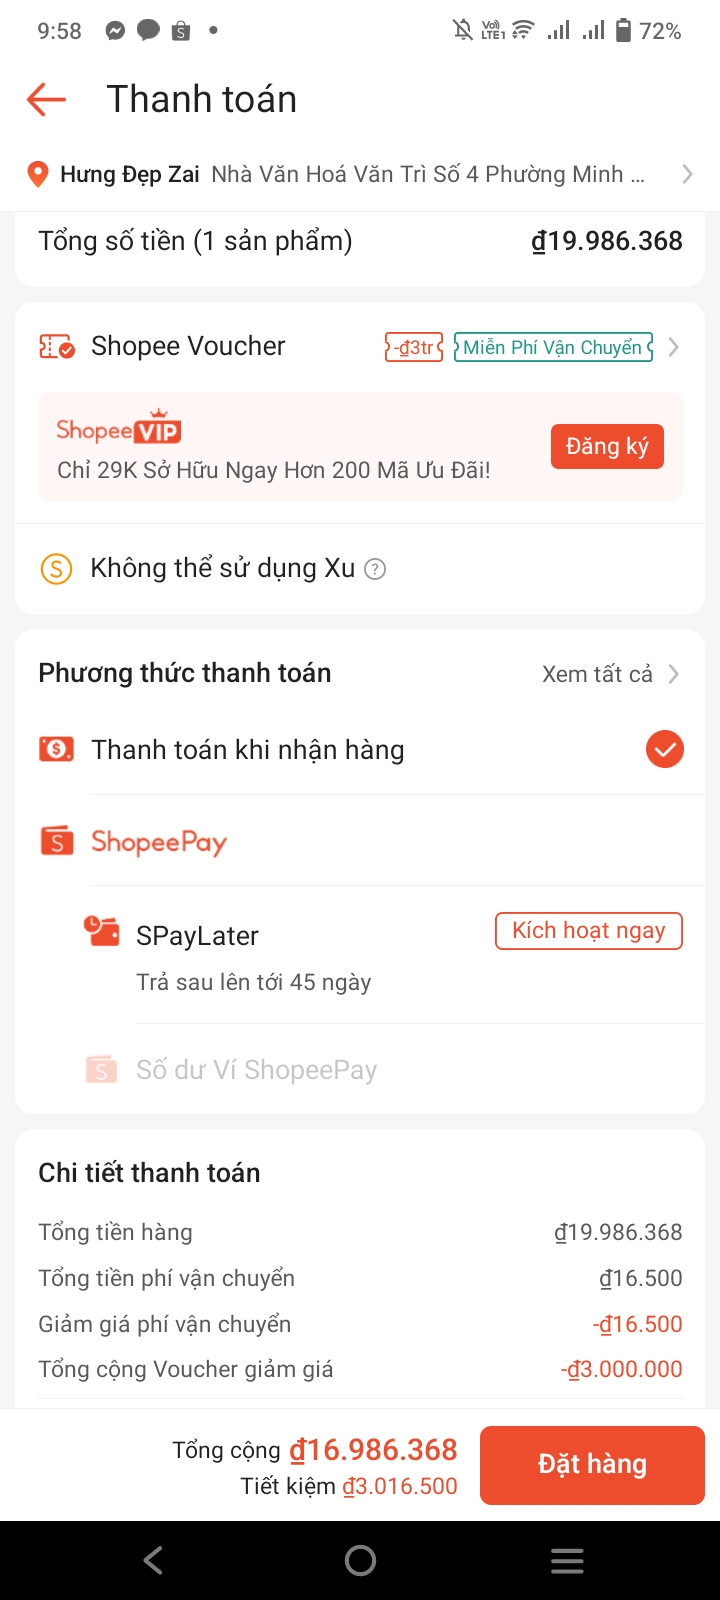 9:58
Vo)
LTE1
72%
Thanh toán
Hưng Đẹp Zai Nhà Văn Hoá Văn Trì Số 4 Phường Minh ...
Tổng số tiền (1 sản phẩm) ₫19.986.368
Shopee Voucher -₫3tr Miễn Phí Vận Chuyển
Shopee VIP
Chỉ 29K Sở Hữu Ngay Hơn 200 Mã Ưu Đãi!
Đăng ký
S Không thể sử dụng Xu ?
Phương thức thanh toán Xem tất cả
Thanh toán khi nhận hàng
S ShopeePay
SPayLater Kích hoạt ngay
Trả sau lên tới 45 ngày
S Số dư Ví ShopeePay
Chi tiết thanh toán
Tổng tiền hàng ₫19.986.368
Tổng tiền phí vận chuyển ₫16.500
Giảm giá phí vận chuyển -₫16.500
Tổng cộng Voucher giảm giá -₫3.000.000
Tổng cộng ₫16.986.368
Tiết kiệm ₫3.016.500
Đặt hàng